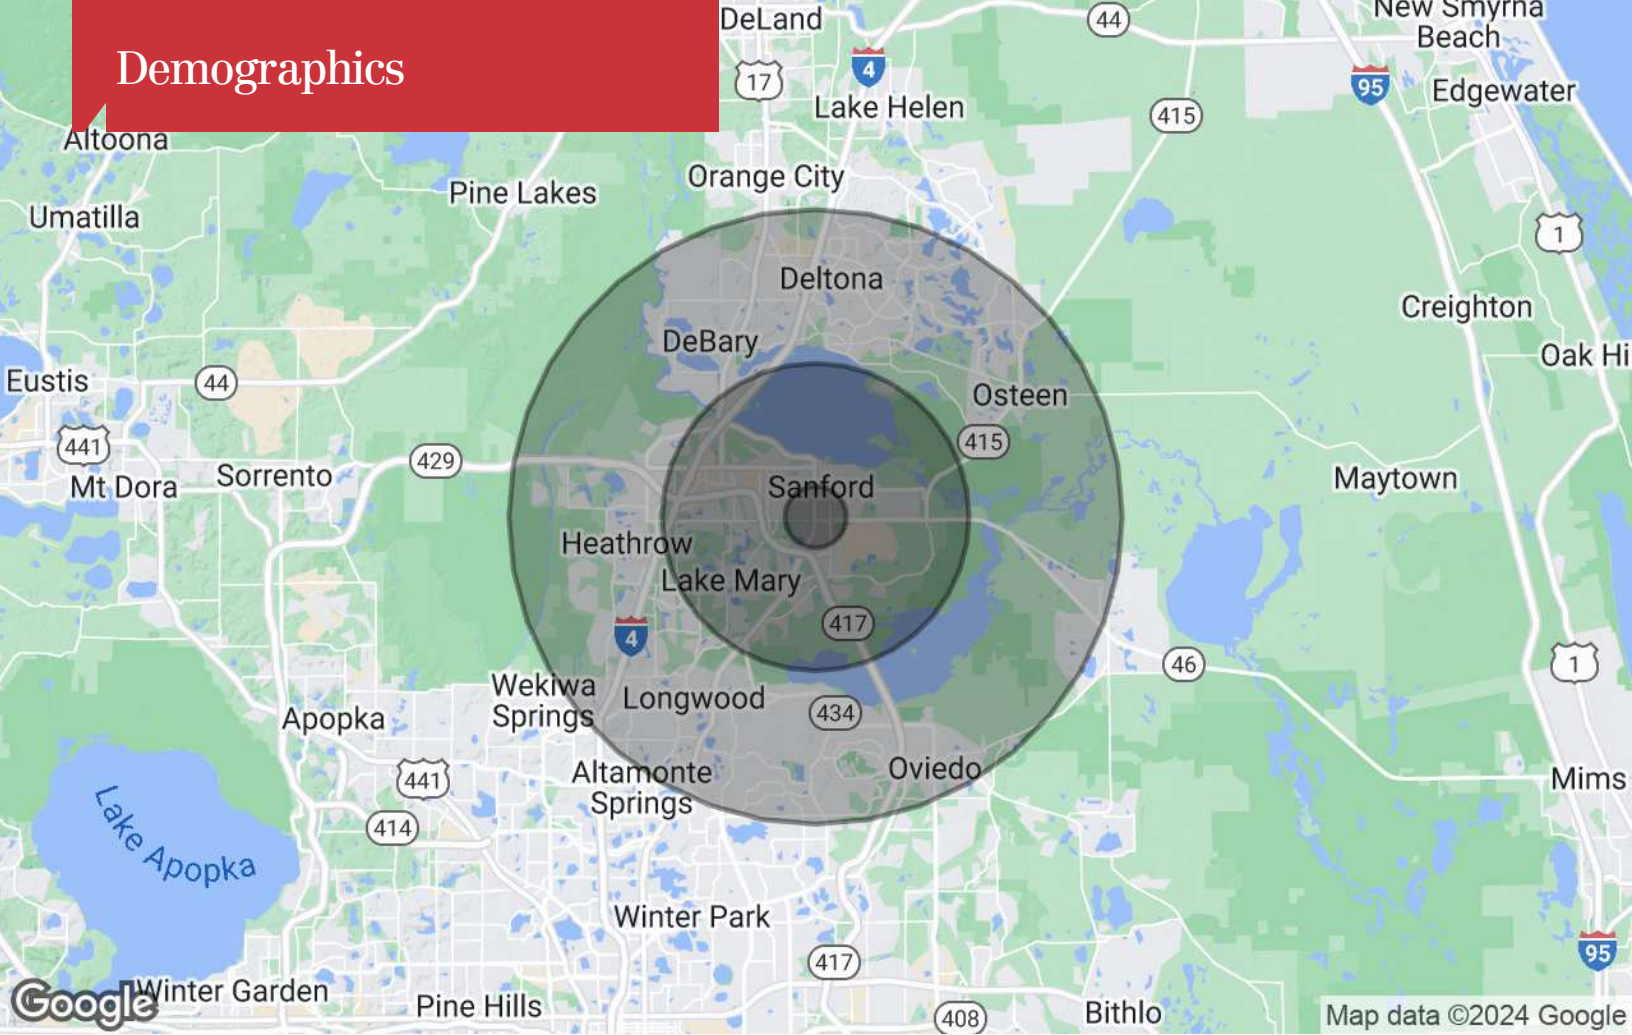 Demographics
DeLand
44
New Smyrna
Beach
17
4
95
Edgewater
Lake Helen
415
Altoona
Orange City
Pine Lakes
Umatilla
1
Deltona
Creighton
DeBary
Oak Hi
Eustis
44
Osteen
441
415
429
Sorrento
Mt Dora
Sanford
Maytown
Heathrow
Lake Mary
417
4
46
1
Wekiwa
Springs
Longwood
434
Apopka
Oviedo
441
Altamonte
Springs
Mims
414
Lake Apopka
Winter Park
417
95
Google
Winter Garden
Pine Hills
408
Bithlo
Map data ©2024 Google